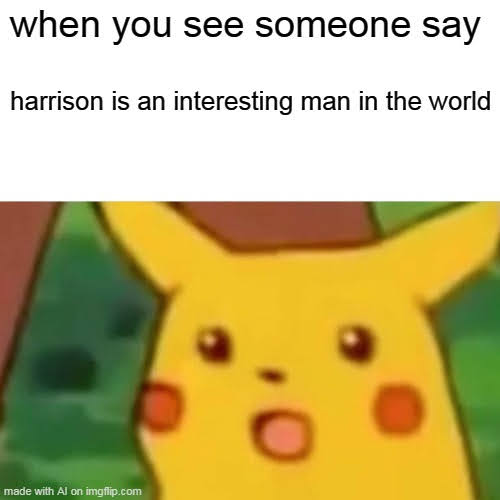 when you see someone say
harrison is an interesting man in the world
made with AI on imgflip.com